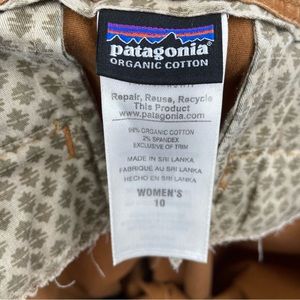 patagonia
ORGANIC COTTON
Repair, Reuse, Recycle
This Product
www.patagonia.com
98% ORGANIC COTTON
2% SPANDEX
EXCLUSIVE OF TRIM
MADE IN SRI LANKA
FABRIQUÉ AU SRI LANKA
HECHO EN SRI LANKA
WOMEN'S
10